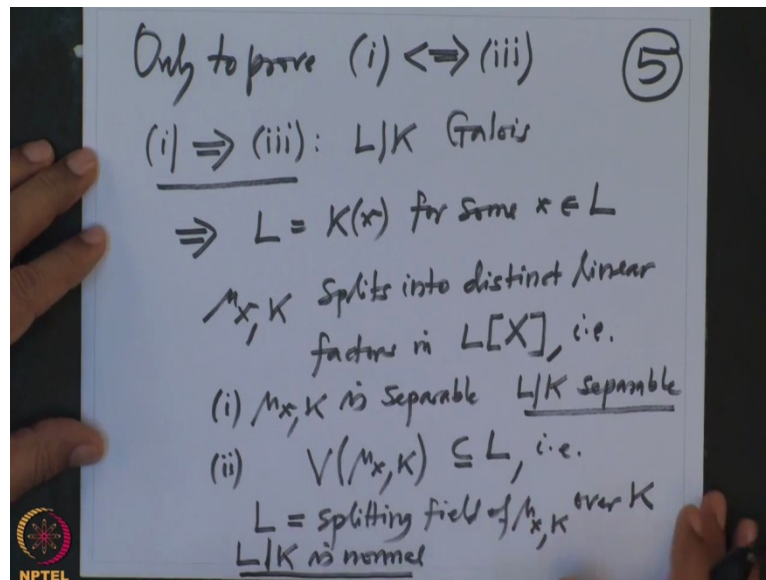 Only to prove (i) <=> (iii)
⑤
(i) => (iii): L|K Galois
=> L = K(x) for some x ∈ L
μx,K splits into distinct linear
factors in L[X], i.e.
(i) μx,K is separable L|K separable
(ii) V(μx,K) ⊆ L, i.e.
L = splitting field of μx,K over K
L|K is normal
NPTEL